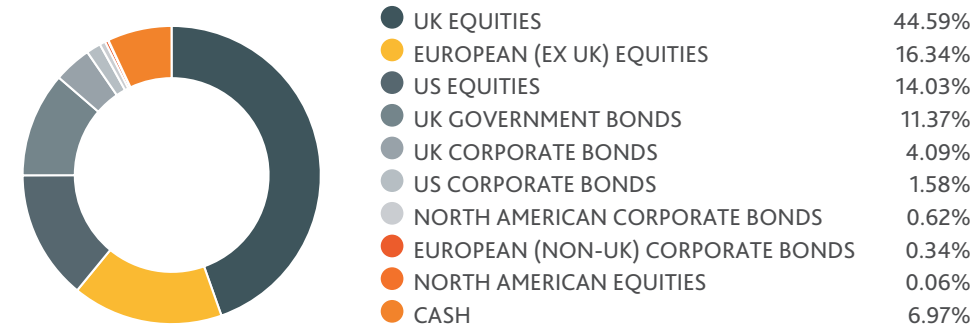 UK EQUITIES 44.59%
EUROPEAN (EX UK) EQUITIES 16.34%
US EQUITIES 14.03%
UK GOVERNMENT BONDS 11.37%
UK CORPORATE BONDS 4.09%
US CORPORATE BONDS 1.58%
NORTH AMERICAN CORPORATE BONDS 0.62%
EUROPEAN (NON-UK) CORPORATE BONDS 0.34%
NORTH AMERICAN EQUITIES 0.06%
CASH 6.97%